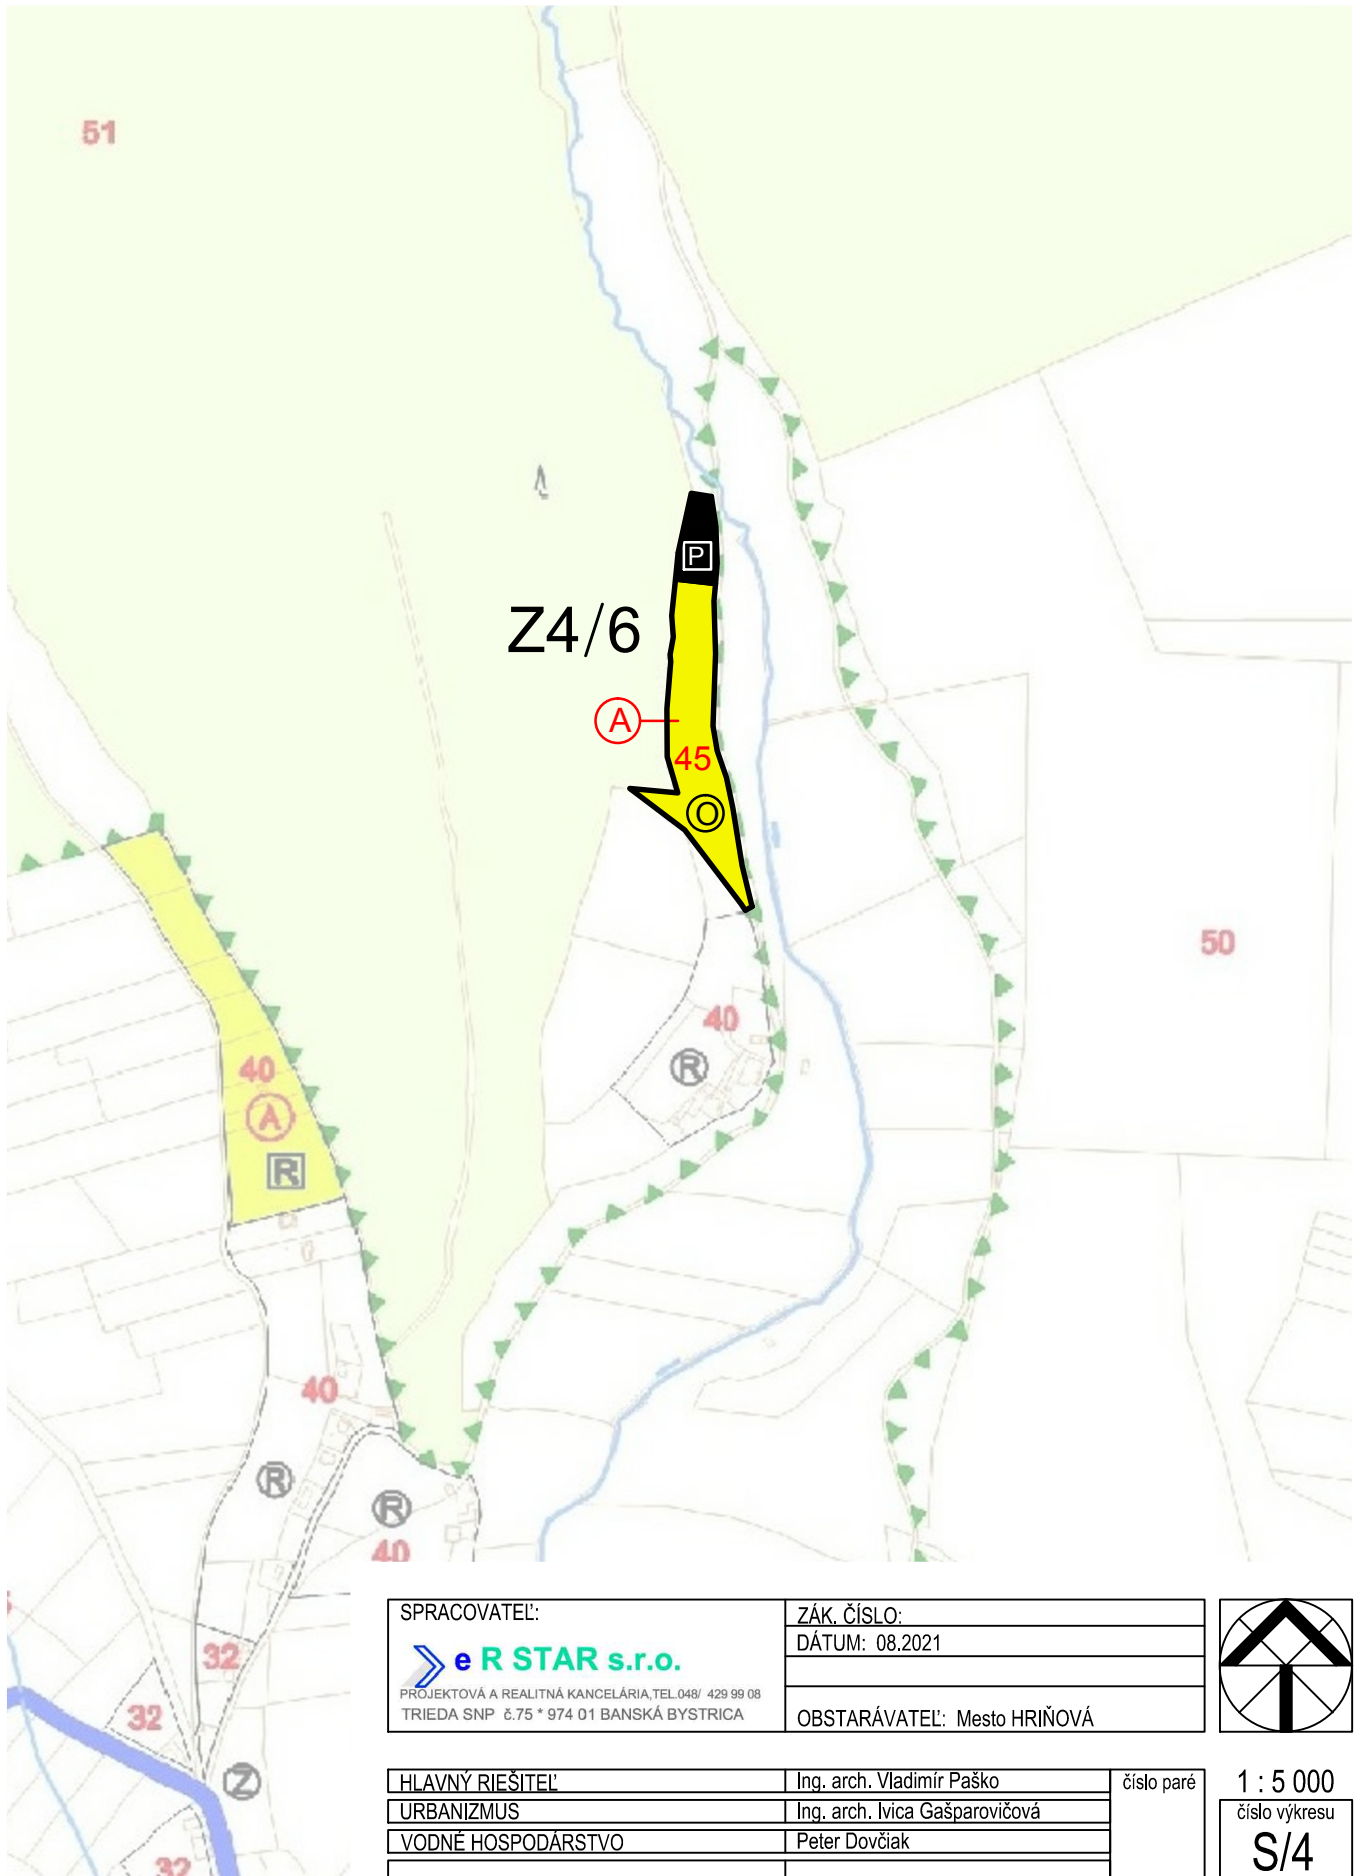 51
P
Z4/6
A
45
O
50
40
R
40
A
R
40
R
R
40
32
32
Z
32
SPRACOVATEĽ:
e R STAR s.r.o.
PROJEKTOVÁ A REALITNÁ KANCELÁRIA,TEL.048/ 429 99 08
TRIEDA SNP č.75 * 974 01 BANSKÁ BYSTRICA
ZÁK. ČÍSLO:
DÁTUM: 08.2021
OBSTARÁVATEĽ: Mesto HRIŇOVÁ
HLAVNÝ RIEŠITEĽ Ing. arch. Vladimír Paško
URBANIZMUS Ing. arch. Ivica Gašparovičová
VODNÉ HOSPODÁRSTVO Peter Dovčiak
číslo paré
1 : 5 000
číslo výkresu
S/4